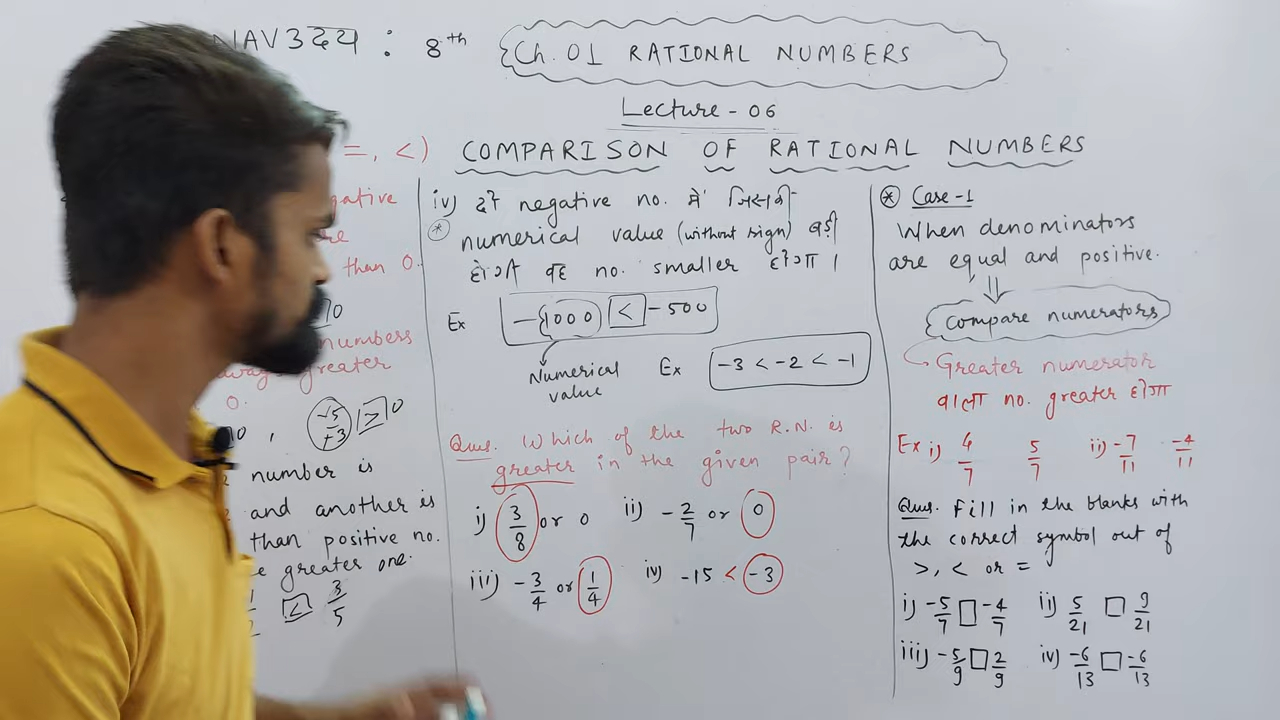 NAV3दय : 8th
Ch. 01 RATIONAL NUMBERS
Lecture - 06
=, <) COMPARISON OF RATIONAL NUMBERS
than 0.
numbers
greater
0.
-5/+3 > 0
number is
and another is
than positive no.
greater one.
< 3/5
iv) दो negative no. में जिसकी
* numerical value (without sign) बड़ी
होगी वह no. smaller होगा ।
Ex -1000 < -500
Numerical value
Ex -3 < -2 < -1
Ques. Which of the two R.N. is
greater in the given pair?
i) 3/8 or 0 ii) -2/7 or 0
iii) -3/4 or 1/4 iv) -15 < -3
* Case-1
When denominators
are equal and positive.
⇓
Compare numerators
Greater numerator
वाला no. greater होगा
Ex i) 4/7 5/7 ii) -7/11 -4/11
Ques. Fill in the blanks with
the correct symbol out of
>, < or =
i) -5/7 □ -4/7 ii) 5/21 □ 9/21
iii) -5/9 □ 2/9 iv) -6/13 □ -6/13